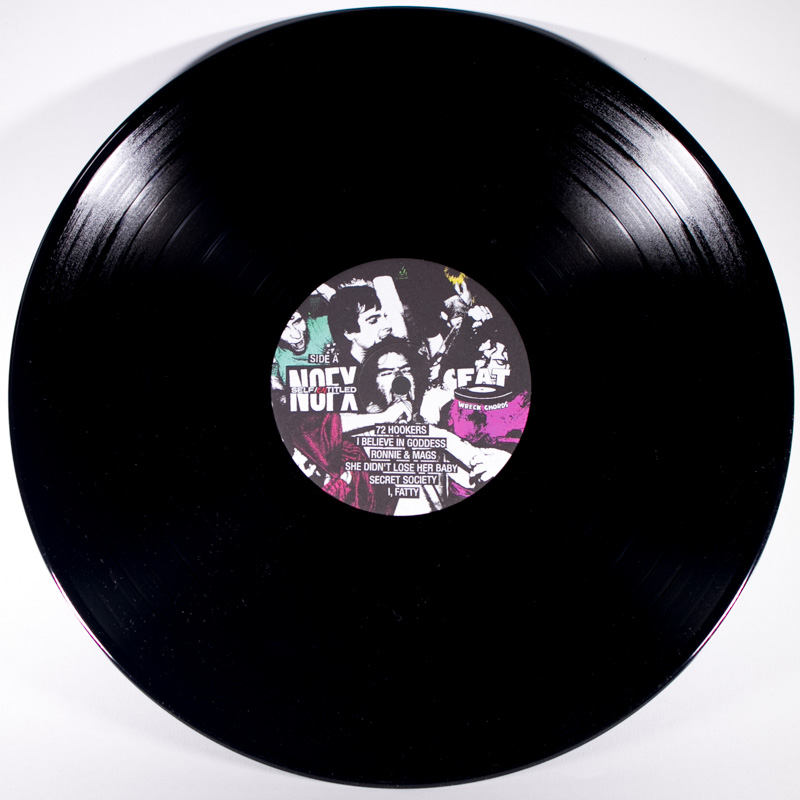 SIDE A
NOFX
SELF/ENTITLED
NOFX
FAT
WRECK CHORDS
72 HOOKERS
I BELIEVE IN GODDESS
RONNIE & MAGS
SHE DIDN'T LOSE HER BABY
SECRET SOCIETY
I, FATTY